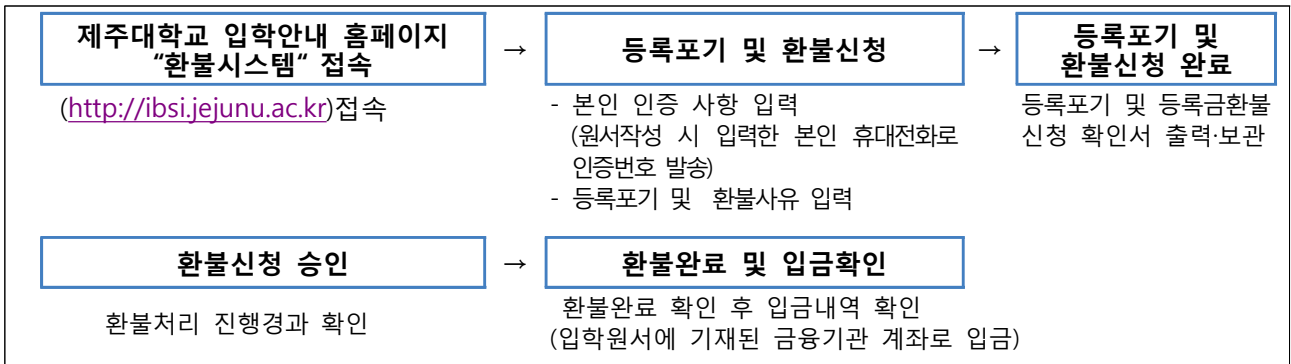 제주대학교 입학안내 홈페이지
“환불시스템“ 접속
→
등록포기 및 환불신청
→
등록포기 및
환불신청 완료
(http://ibsi.jejunu.ac.kr)접속
- 본인 인증 사항 입력
(원서작성 시 입력한 본인 휴대전화로
인증번호 발송)
- 등록포기 및 환불사유 입력
등록포기 및 등록금환불
신청 확인서 출력·보관
환불신청 승인
→
환불완료 및 입금확인
환불처리 진행경과 확인
환불완료 확인 후 입금내역 확인
(입학원서에 기재된 금융기관 계좌로 입금)